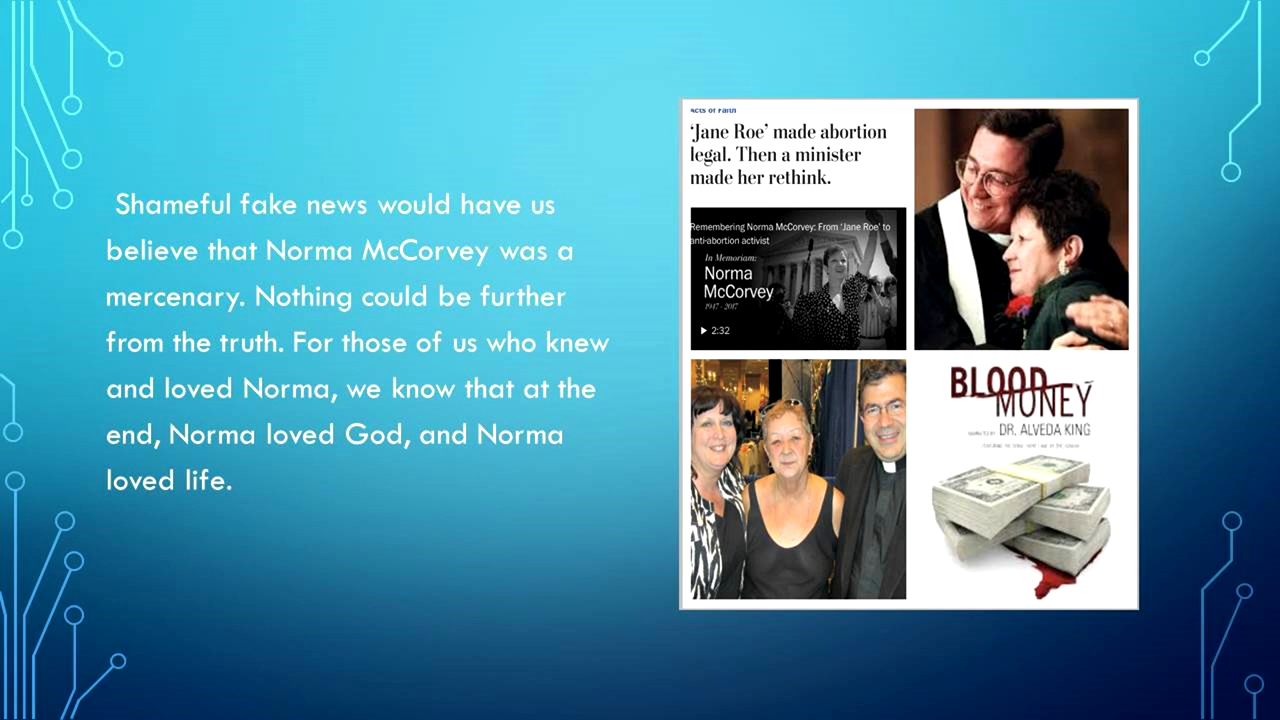 Shameful fake news would have us
believe that Norma McCorvey was a
mercenary. Nothing could be further
from the truth. For those of us who knew
and loved Norma, we know that at the
end, Norma loved God, and Norma
loved life.
Acts of Faith
‘Jane Roe’ made abortion
legal. Then a minister
made her rethink.
Remembering Norma McCorvey: From ‘Jane Roe’ to
anti-abortion activist
In Memoriam:
Norma
McCorvey
1947 - 2017
2:32
BLOOD
MONEY
DR. ALVEDA KING